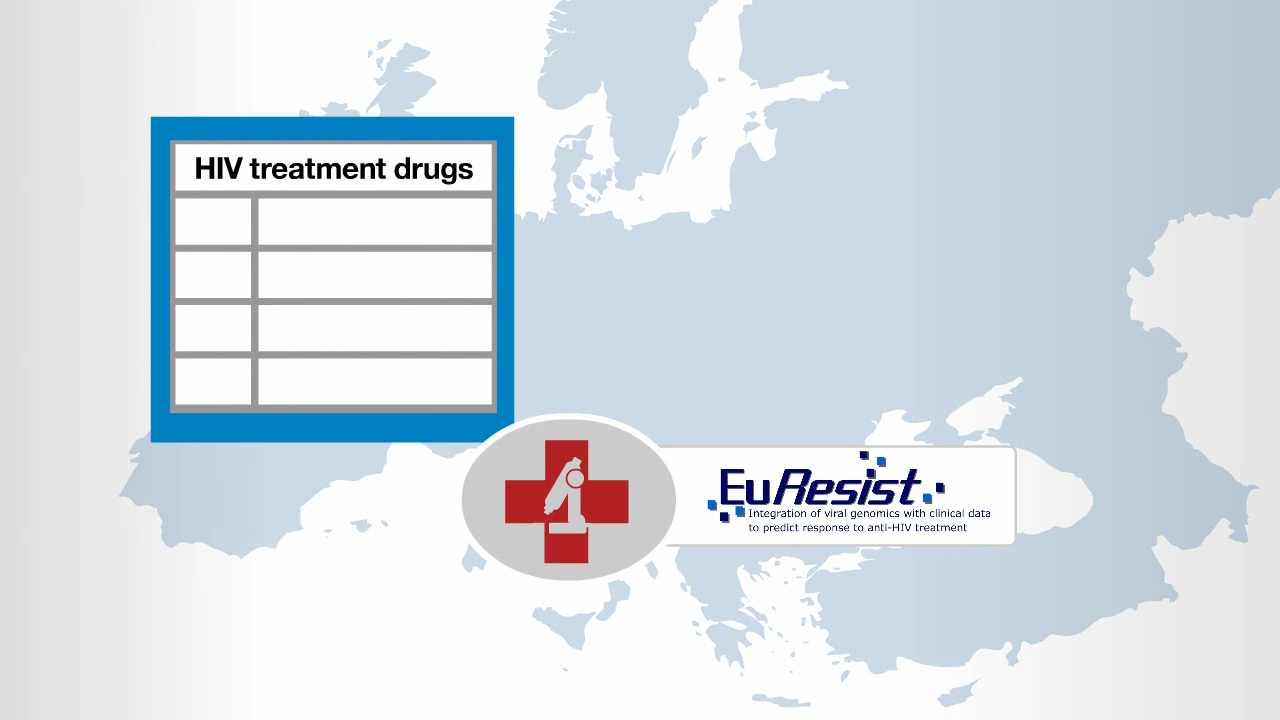 HIV treatment drugs
EuResist
Integration of viral genomics with clinical data
to predict response to anti-HIV treatment